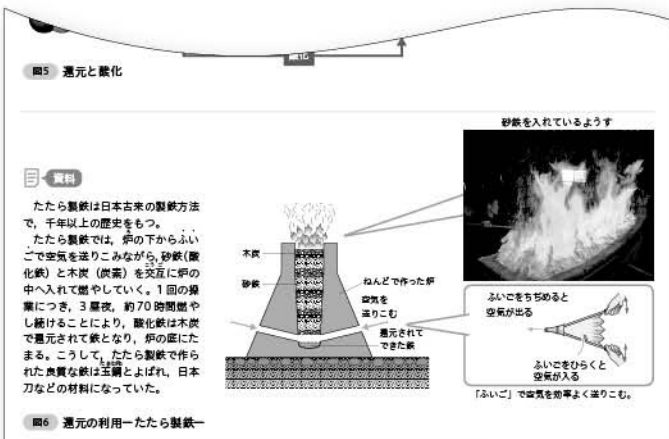 酸化
図5 還元と酸化
資料
たたら製鉄は日本古来の製鉄方法
で，千年以上の歴史をもつ。
たたら製鉄では，炉の下からふい
ごで空気を送りこみながら，砂鉄(酸
化鉄）と木炭（炭素）を交互に炉の
中へ入れて燃やしていく。1回の操
業につき，3昼夜，約70時間燃や
し続けることにより，酸化鉄は木炭
で還元されて鉄となり，炉の底にた
まる。こうして，たたら製鉄で作ら
れた良質な鉄は玉鋼とよばれ，日本
刀などの材料になっていた。
図6 還元の利用ーたたら製鉄ー
木炭
砂鉄
ねんどで作った炉
空気を
送りこむ
還元されて
できた鉄
砂鉄を入れているようす
ふいごをちぢめると
空気が出る
ふいごをひらくと
空気が入る
「ふいご」で空気を効率よく送りこむ。